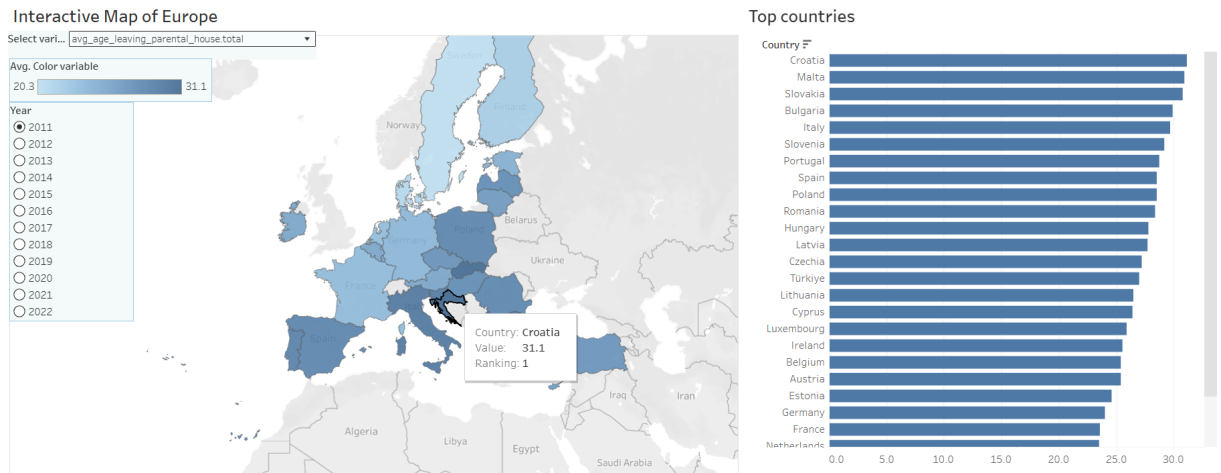 Interactive Map of Europe
Select vari... avg_age_leaving_parental_house.total
Avg. Color variable
20.3 31.1
Year
2011
2012
2013
2014
2015
2016
2017
2018
2019
2020
2021
2022
Sweden
Finland
Norway
Belarus
Poland
Germany
Ukraine
France
Spain
Country: Croatia
Value: 31.1
Ranking: 1
Iraq
Iran
Algeria
Libya
Egypt
Saudi Arabia
Top countries
Country
Croatia
Malta
Slovakia
Bulgaria
Italy
Slovenia
Portugal
Spain
Poland
Romania
Hungary
Latvia
Czechia
Türkiye
Lithuania
Cyprus
Luxembourg
Ireland
Belgium
Austria
Estonia
Germany
France
Netherlands
0.0 5.0 10.0 15.0 20.0 25.0 30.0